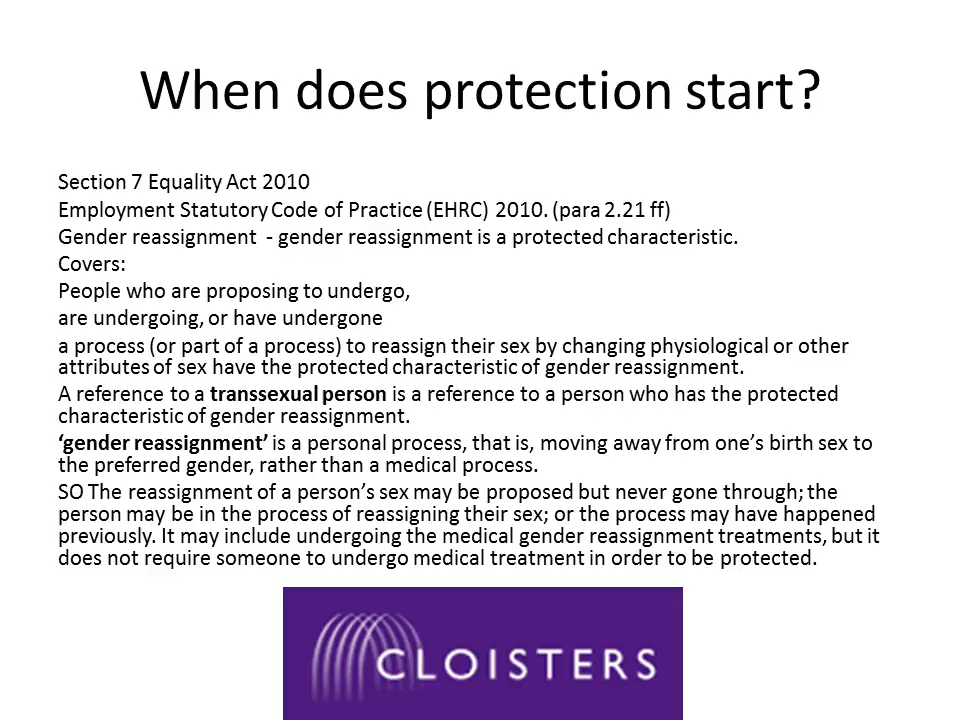 When does protection start?
Section 7 Equality Act 2010
Employment Statutory Code of Practice (EHRC) 2010. (para 2.21 ff)
Gender reassignment  - gender reassignment is a protected characteristic.
Covers:
People who are proposing to undergo,
are undergoing, or have undergone
a process (or part of a process) to reassign their sex by changing physiological or other
attributes of sex have the protected characteristic of gender reassignment.
A reference to a transsexual person is a reference to a person who has the protected
characteristic of gender reassignment.
‘gender reassignment’ is a personal process, that is, moving away from one’s birth sex to
the preferred gender, rather than a medical process.
SO The reassignment of a person’s sex may be proposed but never gone through; the
person may be in the process of reassigning their sex; or the process may have happened
previously. It may include undergoing the medical gender reassignment treatments, but it
does not require someone to undergo medical treatment in order to be protected.
CLOISTERS